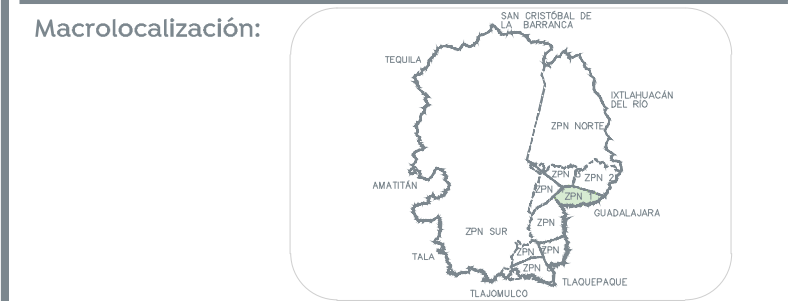 Macrolocalización:
SAN CRISTÓBAL DE
LA BARRANCA
TEQUILA
IXTLAHUACÁN
DEL RÍO
ZPN NORTE
ZPN
ZPN 2
AMATITÁN
ZPN
ZPN 1
GUADALAJARA
ZPN
ZPN SUR
ZPN
ZPN
TALA
ZPN
TLAQUEPAQUE
TLAJOMULCO